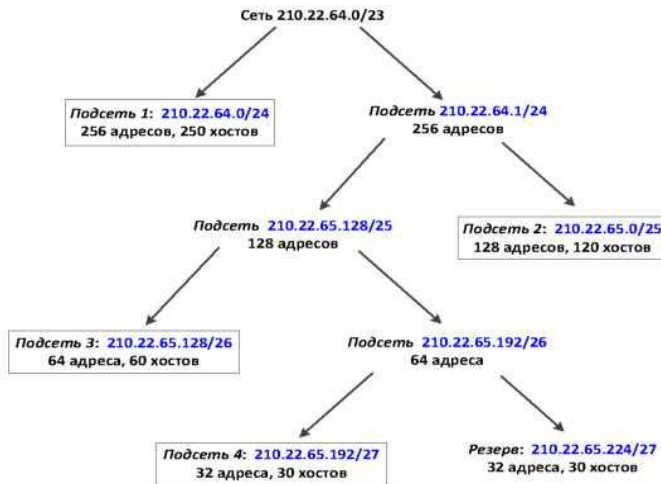 Сеть 210.22.64.0/23
Подсеть 1: 210.22.64.0/24
256 адресов, 250 хостов
Подсеть 210.22.64.1/24
256 адресов
Подсеть 210.22.65.128/25
128 адресов
Подсеть 2: 210.22.65.0/25
128 адресов, 120 хостов
Подсеть 3: 210.22.65.128/26
64 адреса, 60 хостов
Подсеть 210.22.65.192/26
64 адреса
Подсеть 4: 210.22.65.192/27
32 адреса, 30 хостов
Резерв: 210.22.65.224/27
32 адреса, 30 хостов